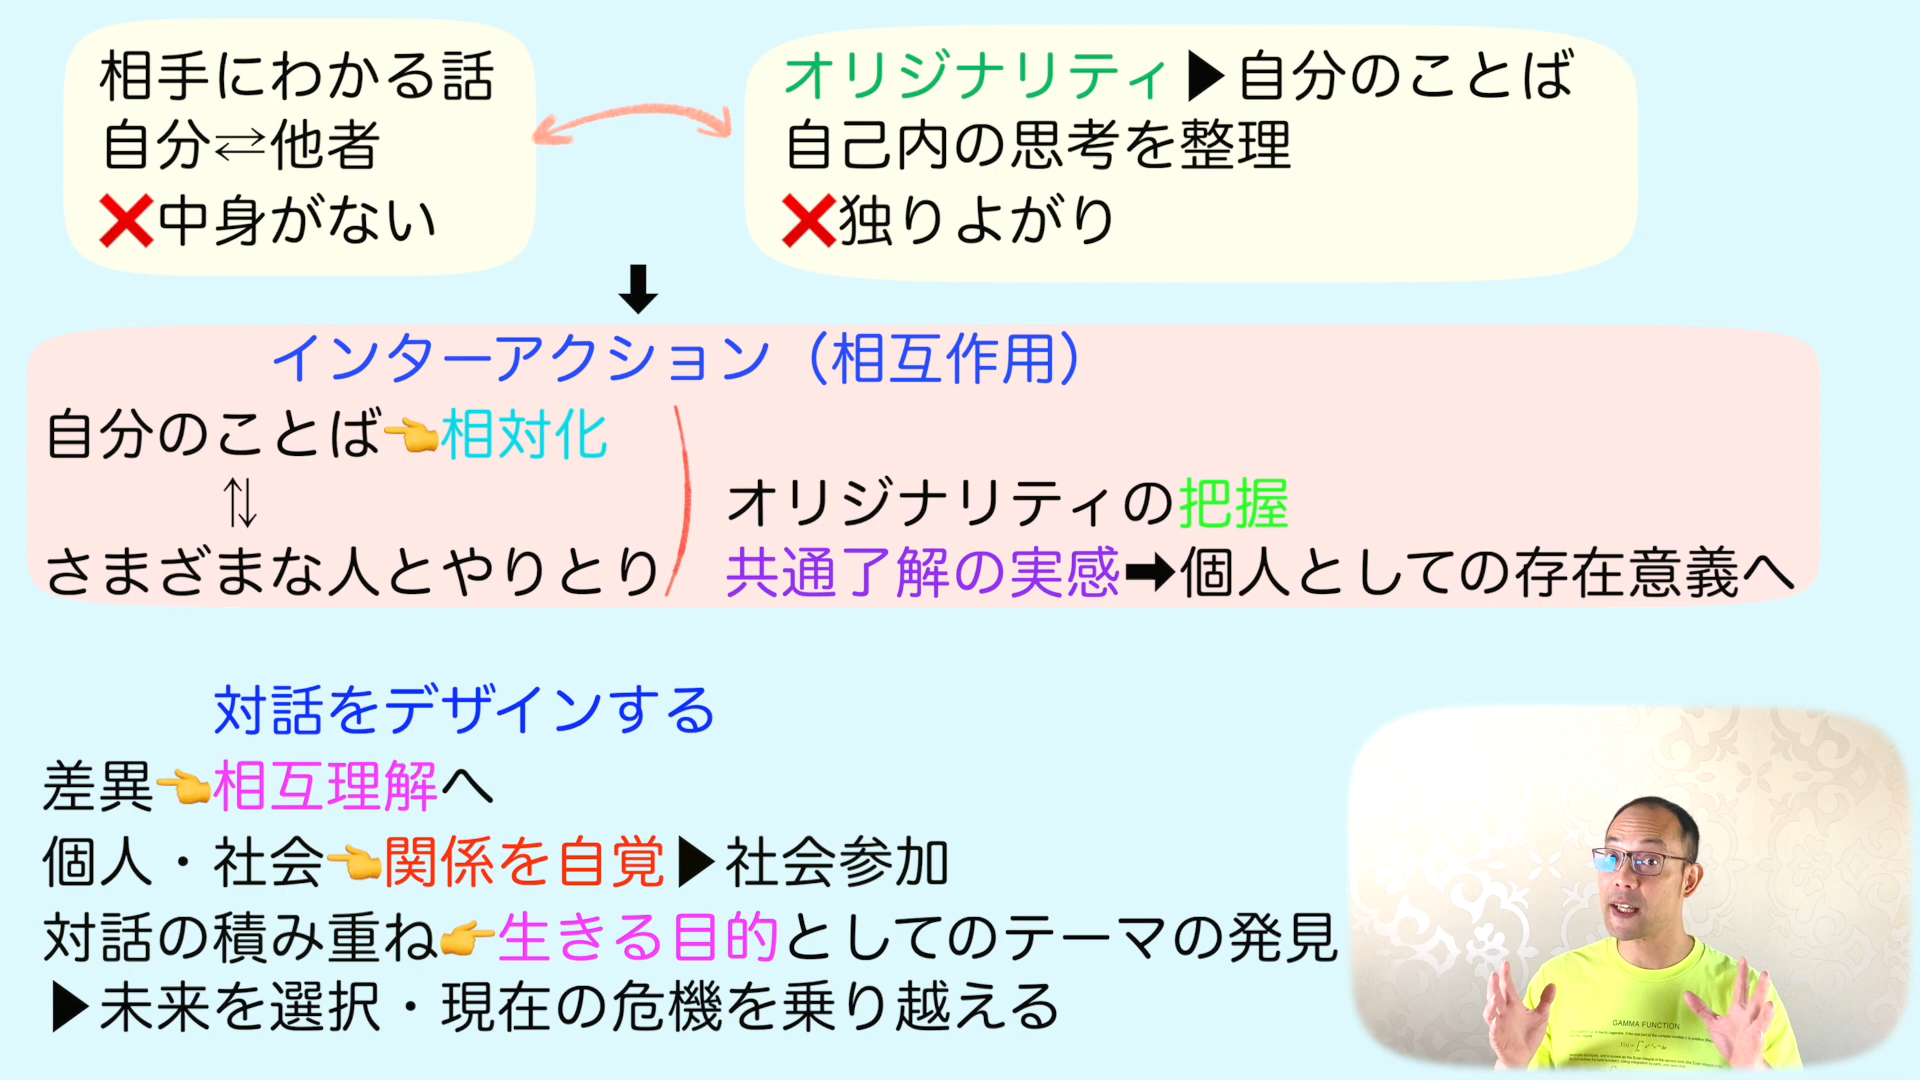 相手にわかる話
自分⇄他者
❌中身がない
オリジナリティ▶自分のことば
自己内の思考を整理
❌独りよがり
⬇
インターアクション（相互作用）
自分のことば👈相対化
⇅
さまざまな人とやりとり
オリジナリティの把握
共通了解の実感➡個人としての存在意義へ
対話をデザインする
差異👈相互理解へ
個人・社会👈関係を自覚▶社会参加
対話の積み重ね👉生きる目的としてのテーマの発見
▶未来を選択・現在の危機を乗り越える
GAMMA FUNCTION